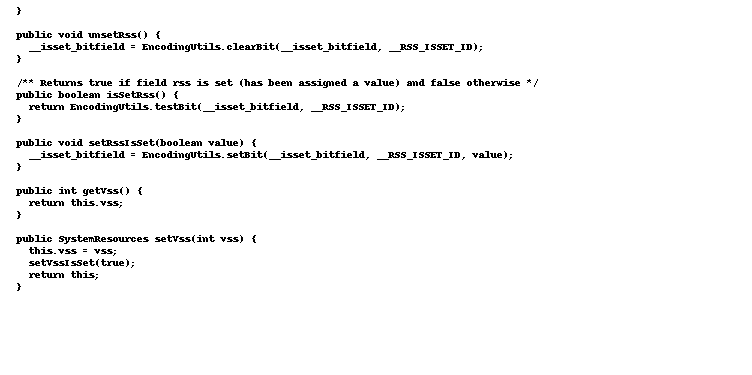 }

public void unsetRss() {
  __isset_bitfield = EncodingUtils.clearBit(__isset_bitfield, __RSS_ISSET_ID);
}

/** Returns true if field rss is set (has been assigned a value) and false otherwise */
public boolean isSetRss() {
  return EncodingUtils.testBit(__isset_bitfield, __RSS_ISSET_ID);
}

public void setRssIsSet(boolean value) {
  __isset_bitfield = EncodingUtils.setBit(__isset_bitfield, __RSS_ISSET_ID, value);
}

public int getVss() {
  return this.vss;
}

public SystemResources setVss(int vss) {
  this.vss = vss;
  setVssIsSet(true);
  return this;
}